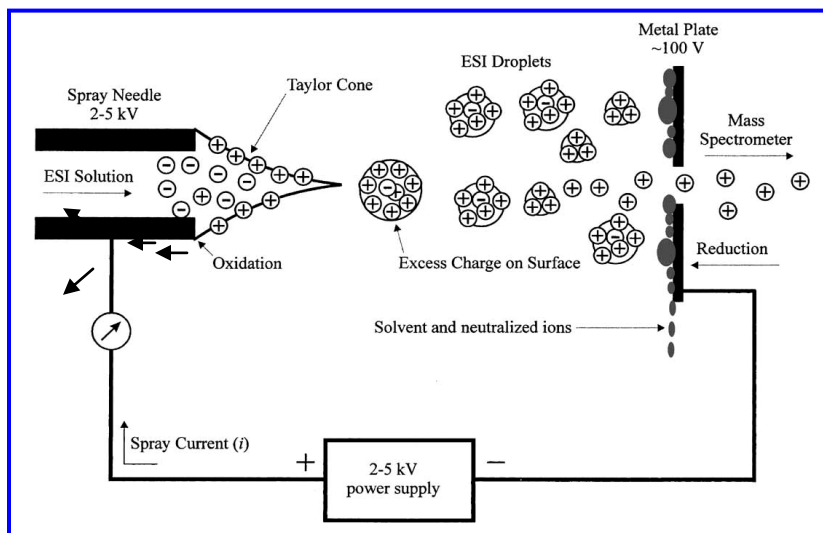 Metal Plate
~100 V
ESI Droplets
Taylor Cone
Spray Needle
2-5 kV
Mass
Spectrometer
ESI Solution
Oxidation
Excess Charge on Surface
Reduction
Solvent and neutralized ions
Spray Current (i)
+
−
2-5 kV
power supply